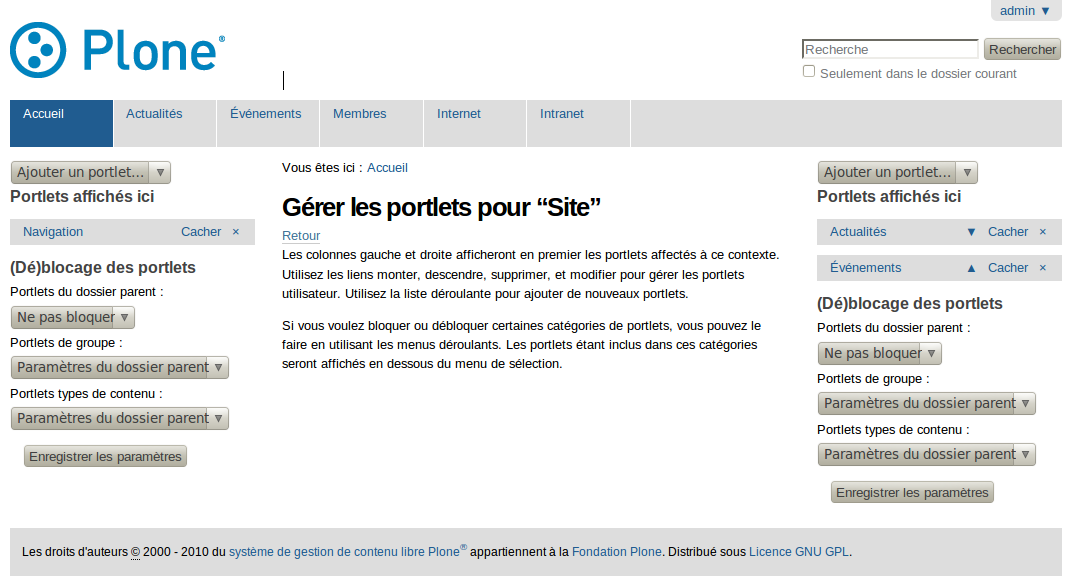 admin ▼
Plone®
Recherche
Rechercher
Seulement dans le dossier courant
Accueil
Actualités
Événements
Membres
Internet
Intranet
Ajouter un portlet...
Portlets affichés ici
Navigation Cacher ×
(Dé)blocage des portlets
Portlets du dossier parent :
Ne pas bloquer
Portlets de groupe :
Paramètres du dossier parent
Portlets types de contenu :
Paramètres du dossier parent
Enregistrer les paramètres
Vous êtes ici : Accueil
Gérer les portlets pour “Site”
Retour
Les colonnes gauche et droite afficheront en premier les portlets affectés à ce contexte.
Utilisez les liens monter, descendre, supprimer, et modifier pour gérer les portlets
utilisateur. Utilisez la liste déroulante pour ajouter de nouveaux portlets.
Si vous voulez bloquer ou débloquer certaines catégories de portlets, vous pouvez le
faire en utilisant les menus déroulants. Les portlets étant inclus dans ces catégories
seront affichés en dessous du menu de sélection.
Ajouter un portlet...
Portlets affichés ici
Actualités ▼ Cacher ×
Événements ▲ Cacher ×
(Dé)blocage des portlets
Portlets du dossier parent :
Ne pas bloquer
Portlets de groupe :
Paramètres du dossier parent
Portlets types de contenu :
Paramètres du dossier parent
Enregistrer les paramètres
Les droits d'auteurs © 2000 - 2010 du système de gestion de contenu libre Plone® appartiennent à la Fondation Plone. Distribué sous Licence GNU GPL.